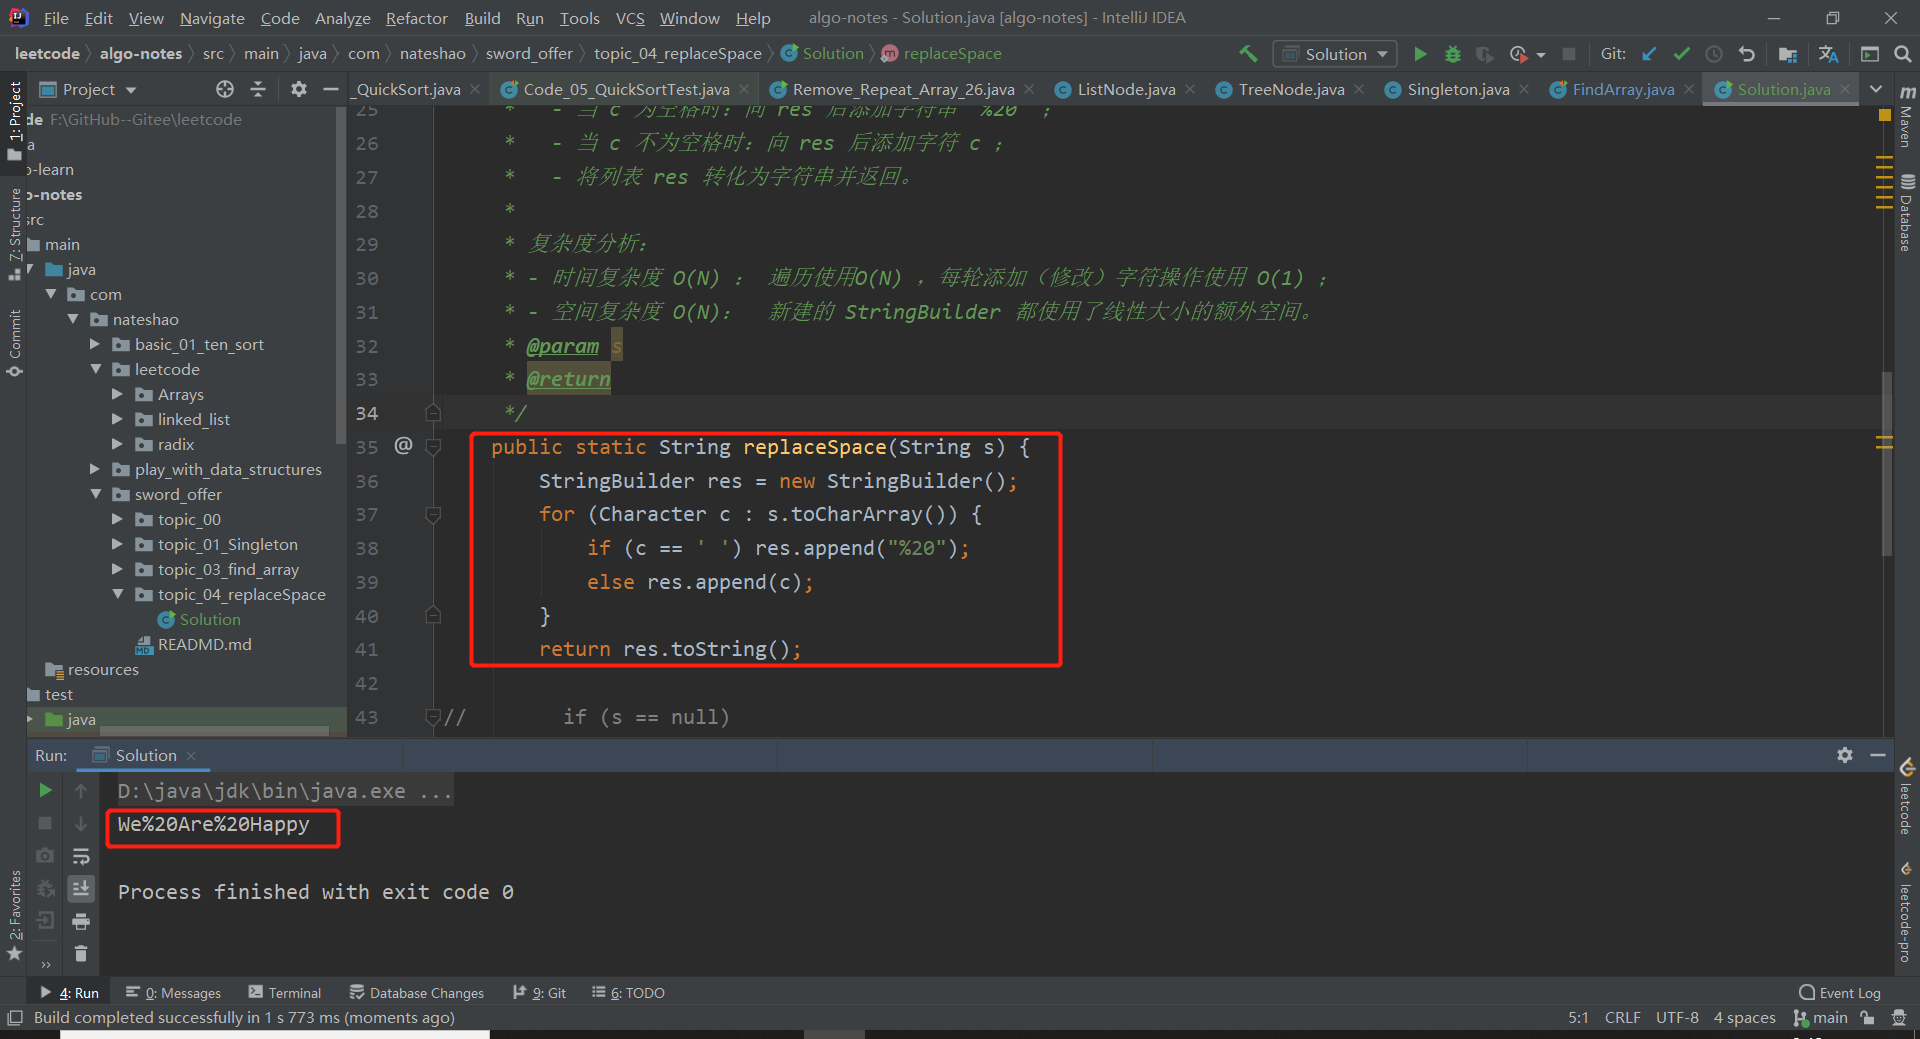 File Edit View Navigate Code Analyze Refactor Build Run Tools VCS Window Help algo-notes - Solution.java [algo-notes] - IntelliJ IDEA
leetcode algo-notes src main java com nateshao sword_offer topic_04_replaceSpace Solution replaceSpace Solution Git:
Project _QuickSort.java Code_05_QuickSortTest.java Remove_Repeat_Array_26.java ListNode.java TreeNode.java Singleton.java FindArray.java Solution.java
de F:\GitHub--Gitee\leetcode
a
o-learn
o-notes
src
main
java
com
nateshao
basic_01_ten_sort
leetcode
Arrays
linked_list
radix
play_with_data_structures
sword_offer
topic_00
topic_01_Singleton
topic_03_find_array
topic_04_replaceSpace
Solution
READMD.md
resources
test
java
1: Project
7: Structure
Commit
2: Favorites
25 * - 当 c 为空格时：向 res 后添加字符串 "%20" ；
26 * - 当 c 不为空格时：向 res 后添加字符 c ；
27 * - 将列表 res 转化为字符串并返回。
28 *
29 * 复杂度分析：
30 * - 时间复杂度 O(N) ： 遍历使用O(N) ，每轮添加（修改）字符操作使用 O(1) ；
31 * - 空间复杂度 O(N)： 新建的 StringBuilder 都使用了线性大小的额外空间。
32 * @param s
33 * @return
34 */
35 @ public static String replaceSpace(String s) {
36 StringBuilder res = new StringBuilder();
37 for (Character c : s.toCharArray()) {
38 if (c == ' ') res.append("%20");
39 else res.append(c);
40 }
41 return res.toString();
42
43 // if (s == null)
Maven
Database
leetcode
leetcode-pro
Run: Solution
D:\java\jdk\bin\java.exe ...
We%20Are%20Happy
Process finished with exit code 0
4: Run 0: Messages Terminal Database Changes 9: Git 6: TODO Event Log
Build completed successfully in 1 s 773 ms (moments ago) 5:1 CRLF UTF-8 4 spaces main